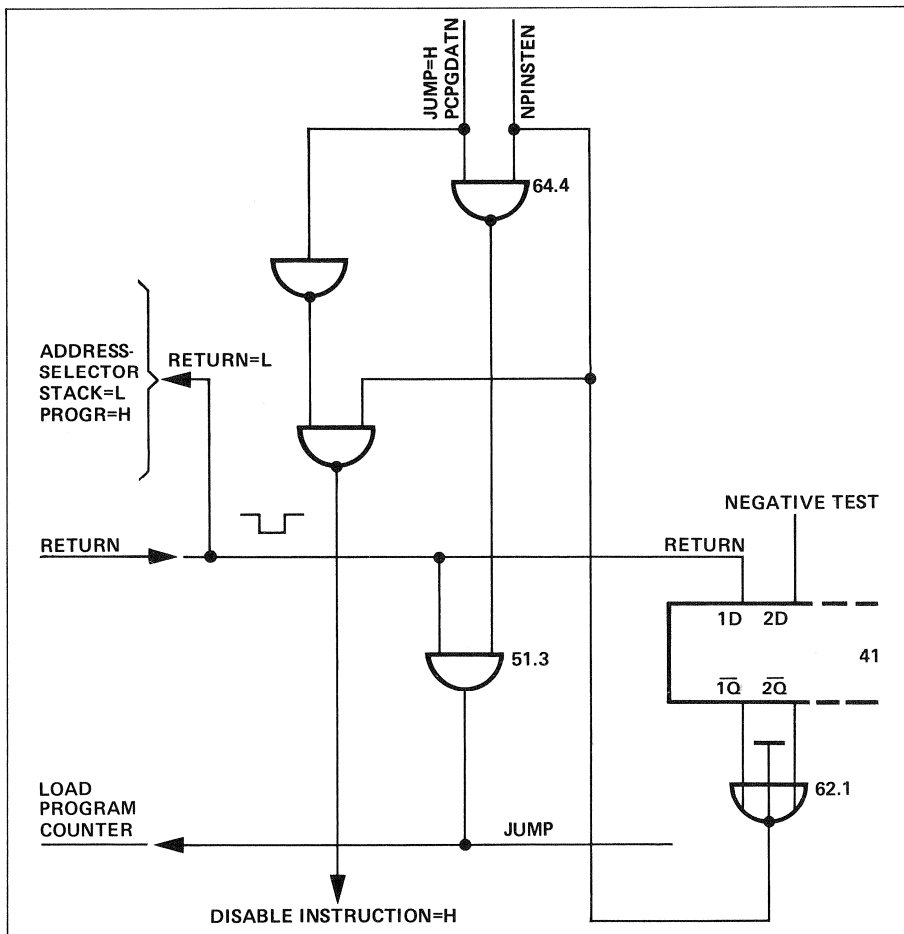 JUMP=H
PCPGDATN
NPINSTEN
64.4
ADDRESS-
SELECTOR
STACK=L
PROGR=H
RETURN=L
NEGATIVE TEST
RETURN
RETURN
1D 2D
51.3
41
1Q̅ 2Q̅
62.1
LOAD
PROGRAM
COUNTER
JUMP
DISABLE INSTRUCTION=H